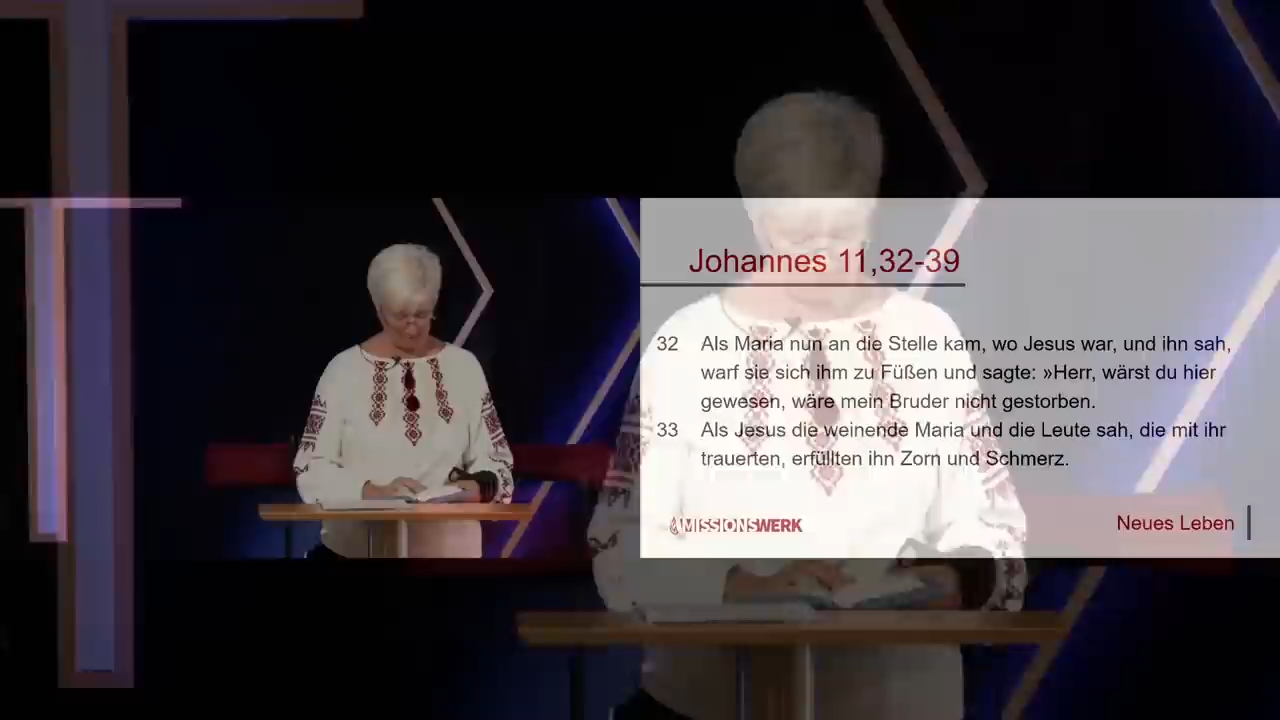 Johannes 11,32-39
32 Als Maria nun an die Stelle kam, wo Jesus war, und ihn sah,
warf sie sich ihm zu Füßen und sagte: »Herr, wärst du hier
gewesen, wäre mein Bruder nicht gestorben.
33 Als Jesus die weinende Maria und die Leute sah, die mit ihr
trauerten, erfüllten ihn Zorn und Schmerz.
MISSIONSWERK
Neues Leben